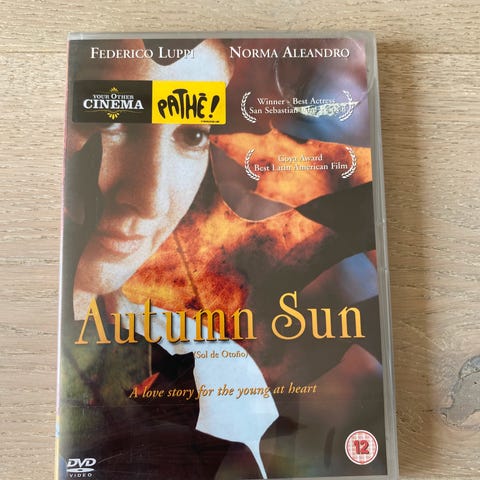 FEDERICO LUPPI NORMA ALEANDRO
YOUR OTHER
CINEMA
PATHÉ!
Winner - Best Actress
San Sebastian
Goya Award
Best Latin American Film
Autumn Sun
(Sol de Otoño)
A love story for the young at heart
12
DVD
VIDEO